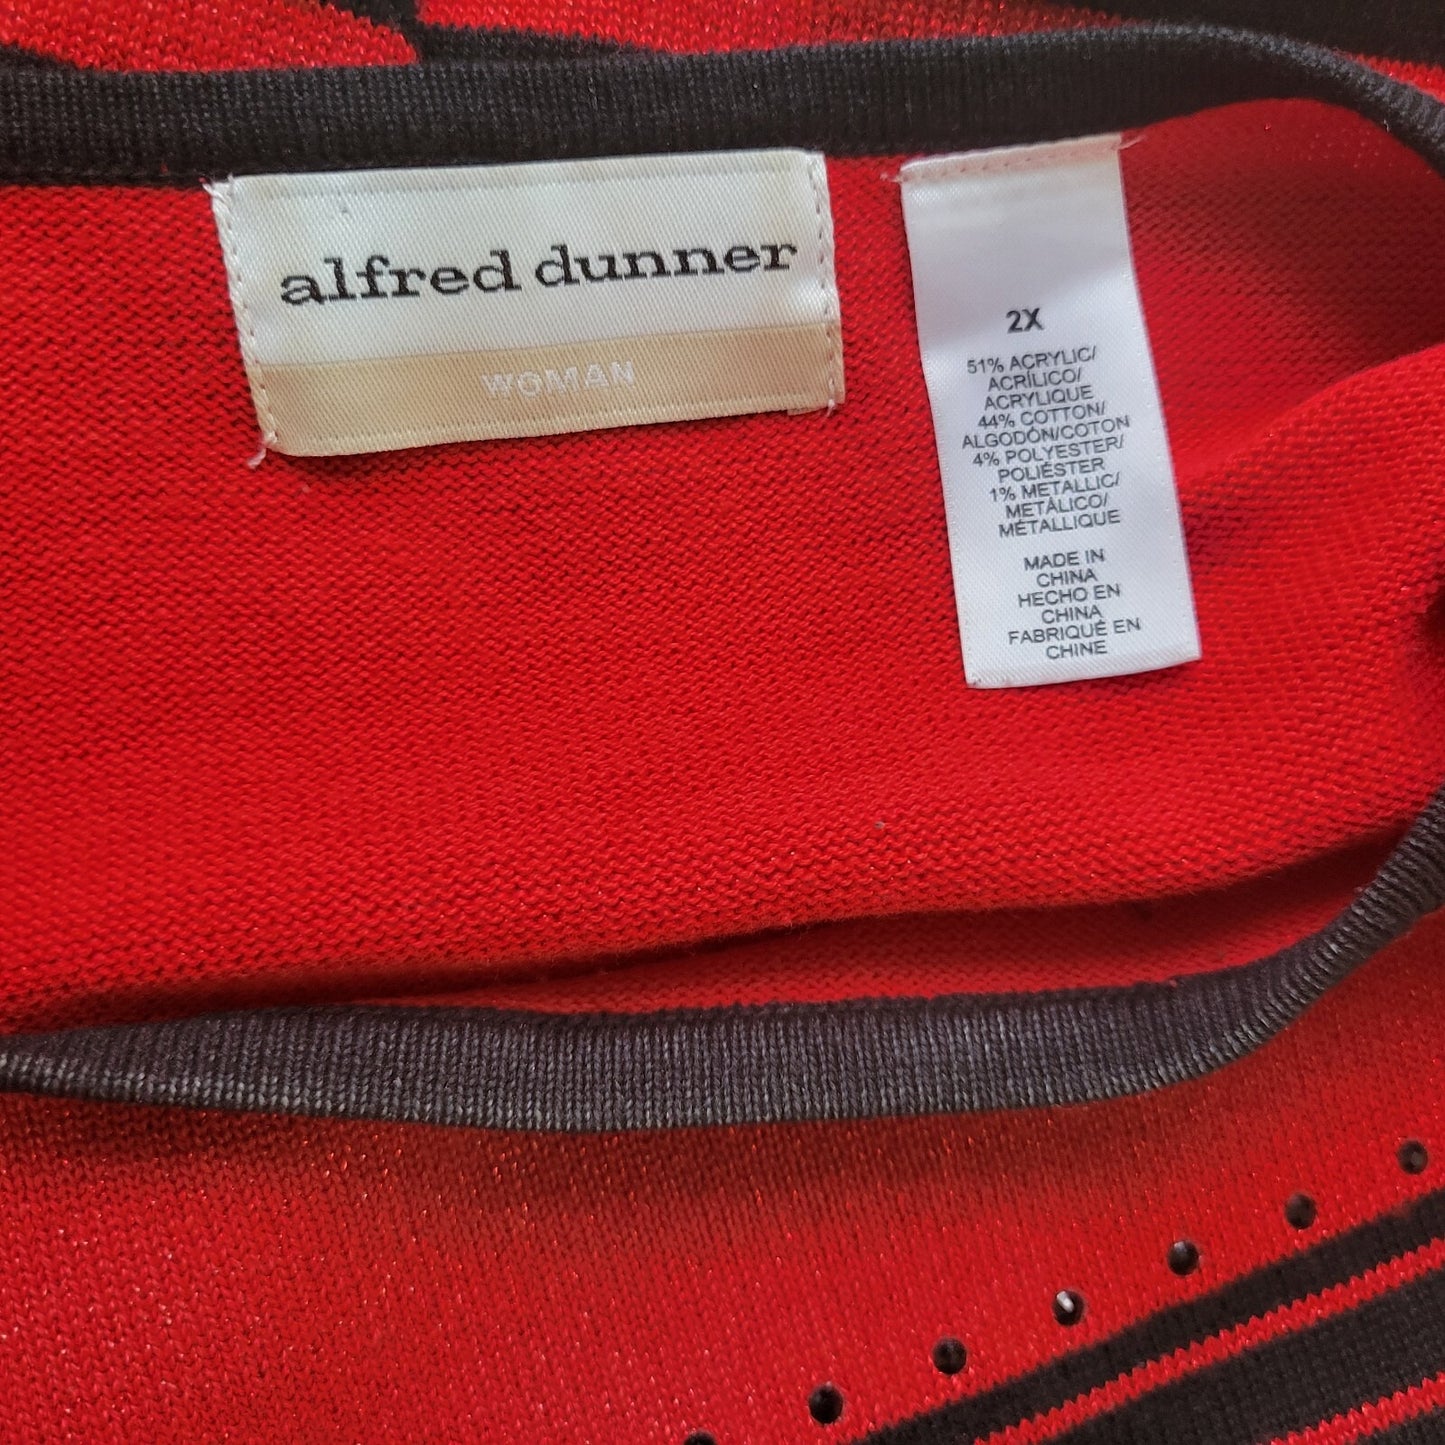 alfred dunner
WOMAN
2X
51% ACRYLIC/
ACRÍLICO/
ACRYLIQUE
44% COTTON/
ALGODÓN/COTON
4% POLYESTER/
POLIÉSTER
1% METALLIC/
METÁLICO/
MÉTALLIQUE
MADE IN
CHINA
HECHO EN
CHINA
FABRIQUÉ EN
CHINE